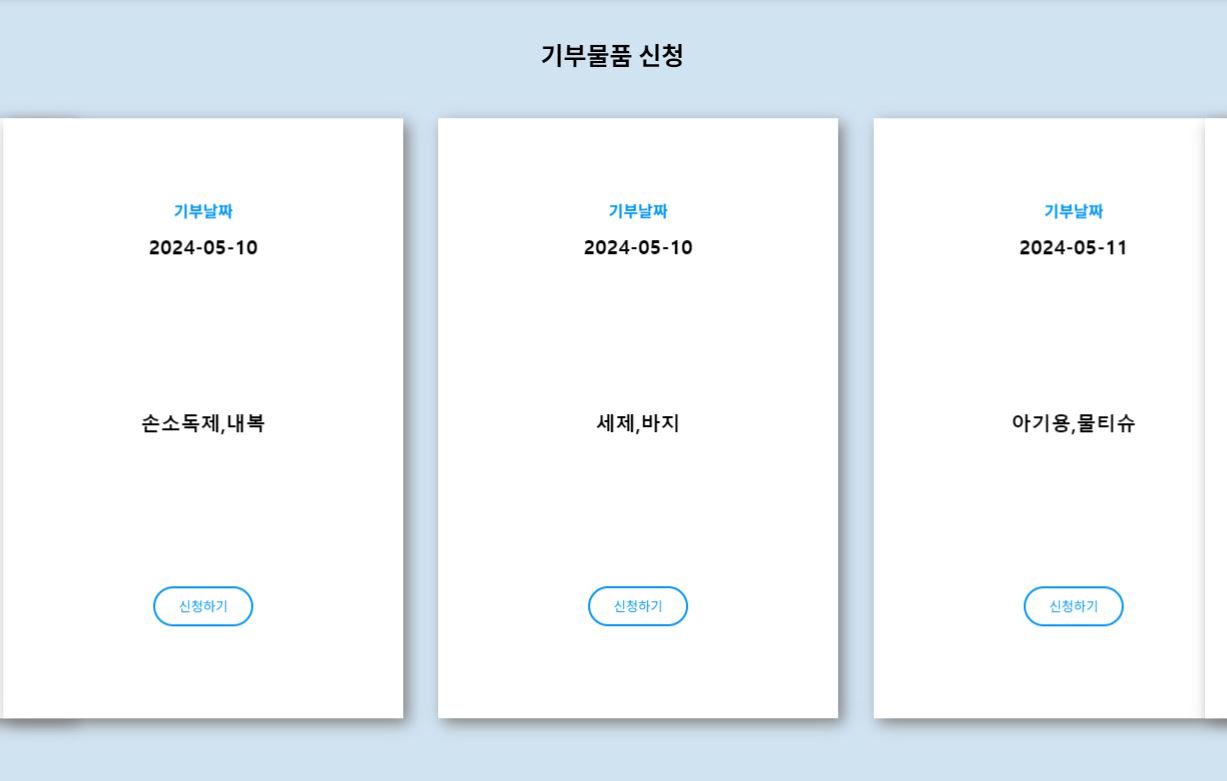 기부물품 신청
기부날짜
2024-05-10
손소독제,내복
신청하기
기부날짜
2024-05-10
세제,바지
신청하기
기부날짜
2024-05-11
아기용,물티슈
신청하기